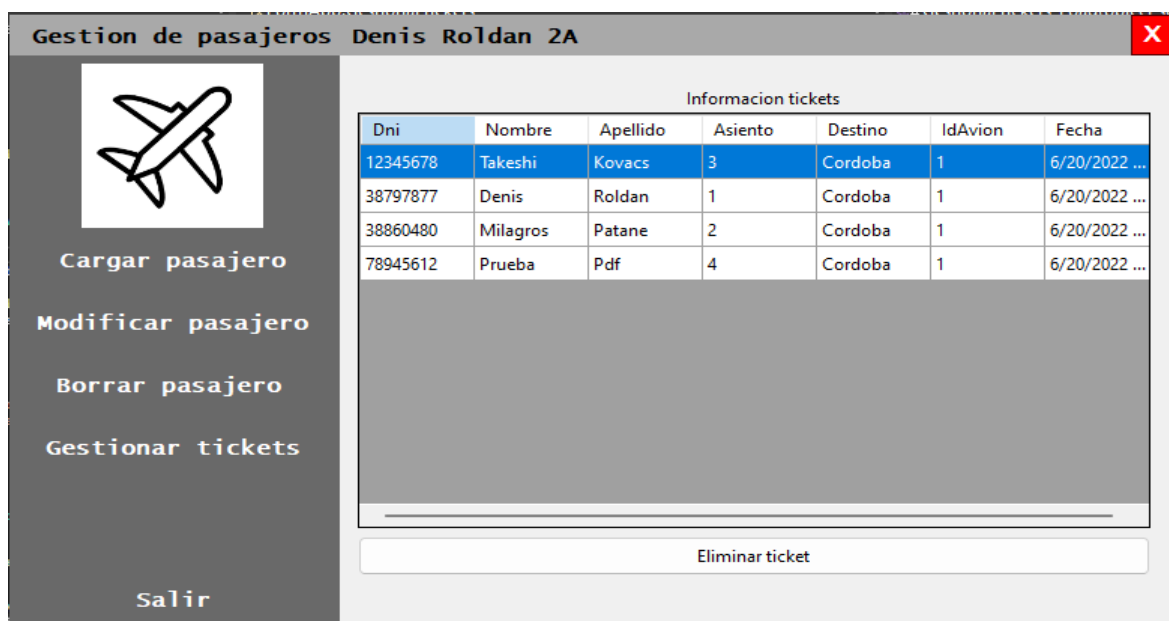 Gestion de pasajeros Denis Roldan 2A X
Cargar pasajero
Modificar pasajero
Borrar pasajero
Gestionar tickets
Salir
Informacion tickets
Dni Nombre Apellido Asiento Destino IdAvion Fecha
12345678 Takeshi Kovacs 3 Cordoba 1 6/20/2022 ...
38797877 Denis Roldan 1 Cordoba 1 6/20/2022 ...
38860480 Milagros Patane 2 Cordoba 1 6/20/2022 ...
78945612 Prueba Pdf 4 Cordoba 1 6/20/2022 ...
Eliminar ticket